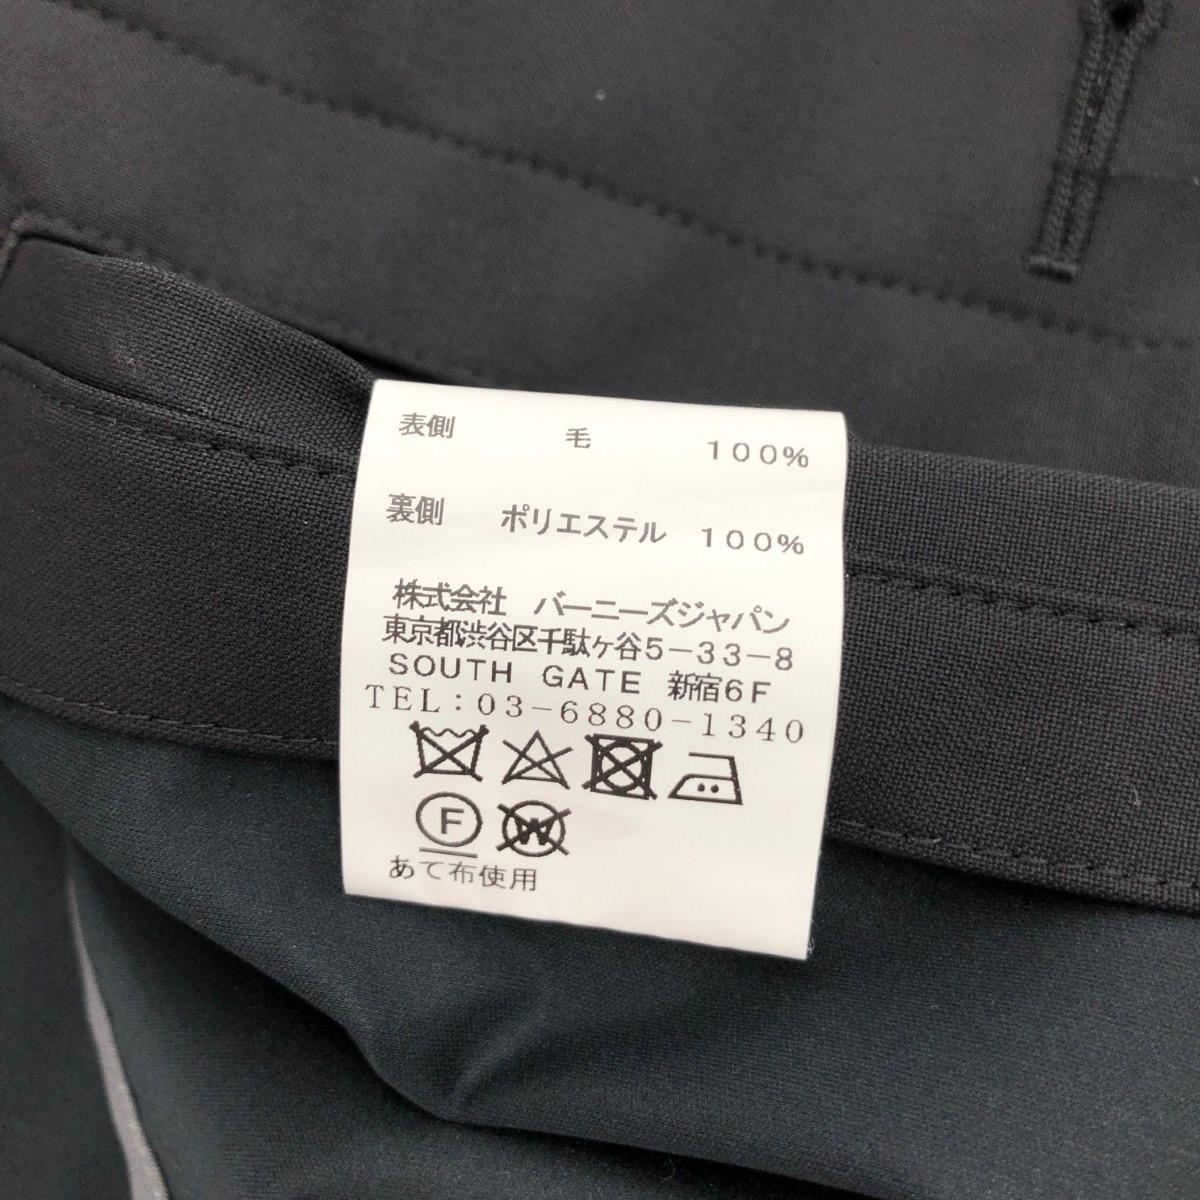 表側 毛 100%
裏側 ポリエステル 100%
株式会社 バーニーズジャパン
東京都渋谷区千駄ヶ谷5-33-8
SOUTH GATE 新宿6F
TEL:03-6880-1340
F W
あて布使用